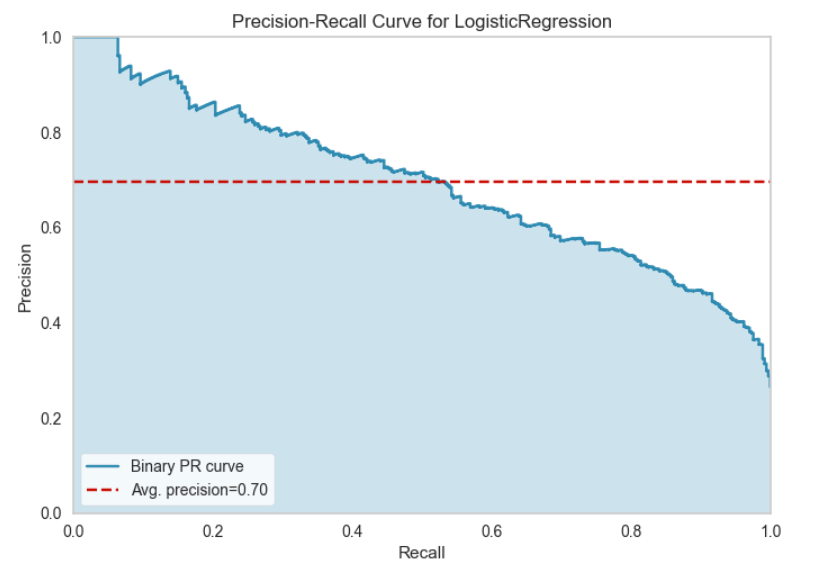 Precision-Recall Curve for LogisticRegression
1.0
0.8
0.6
0.4
0.2
0.0
Precision
Binary PR curve
Avg. precision=0.70
0.0 0.2 0.4 0.6 0.8 1.0
Recall